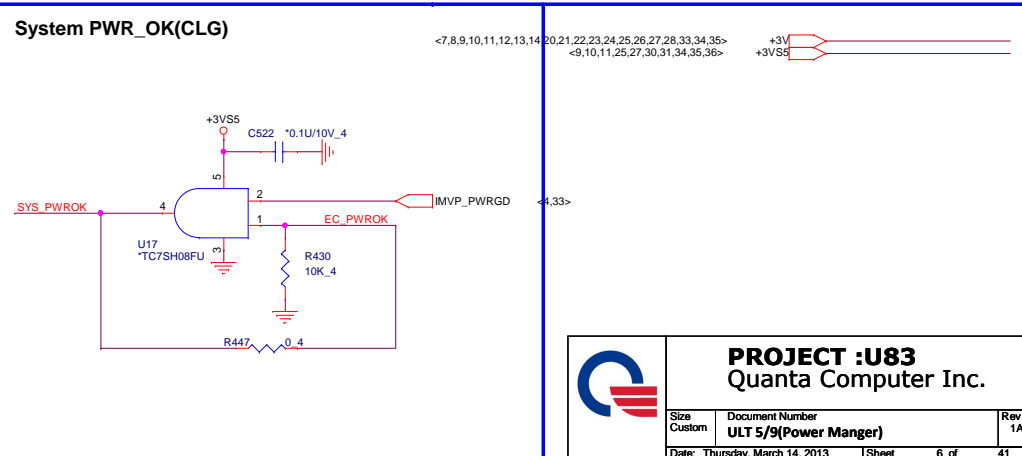 System PWR_OK(CLG)
<7,8,9,10,11,12,13,14,20,21,22,23,24,25,26,27,28,33,34,35> +3V
<9,10,11,25,27,30,31,34,35,36> +3VS5
+3VS5
C522 *0.1U/10V_4
5
2
IMVP_PWRGD <4,33>
SYS_PWROK
4
1
EC_PWROK
U17
*TC7SH08FU
3
R430
10K_4
R447 0_4
PROJECT :U83
Quanta Computer Inc.
Size
Custom
Document Number
ULT 5/9(Power Manger)
Rev
1A
Date: Thursday, March 14, 2013
Sheet 6 of 41